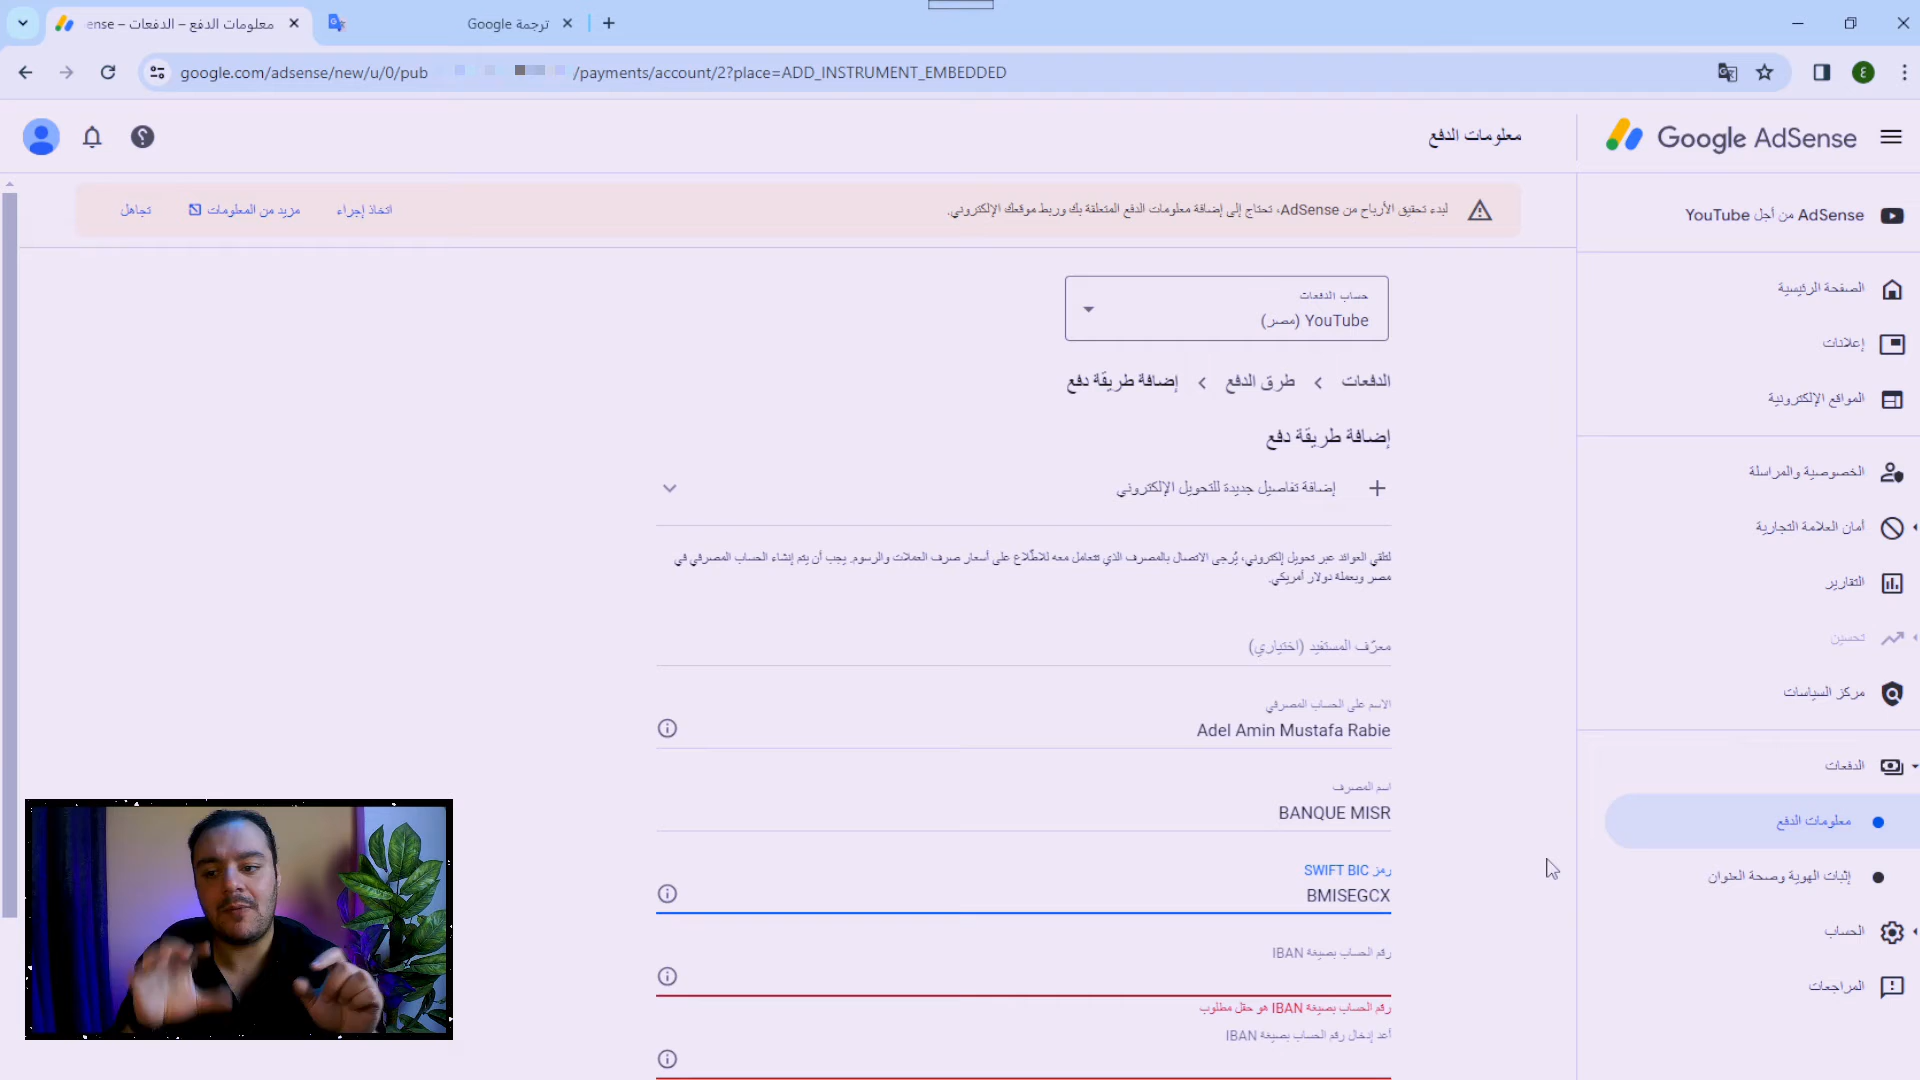 معلومات الدفع – الدفعات – ense
ترجمة Google
google.com/adsense/new/u/0/pub
/payments/account/2?place=ADD_INSTRUMENT_EMBEDDED
ع
Google AdSense
معلومات الدفع
لبدء تحقيق الأرباح من AdSense، تحتاج إلى إضافة معلومات الدفع المتعلقة بك وربط موقعك الإلكتروني.
اتخاذ إجراء
مزيد من المعلومات
تجاهل
AdSense من أجل YouTube
الصفحة الرئيسية
إعلانات
المواقع الإلكترونية
الخصوصية والمراسلة
أمان العلامة التجارية
التقارير
تحسين
مركز السياسات
الدفعات
معلومات الدفع
إثبات الهوية وصحة العنوان
الحساب
المراجعات
حساب الدفعات
YouTube (مصر)
الدفعات
طرق الدفع
إضافة طريقة دفع
إضافة طريقة دفع
إضافة تفاصيل جديدة للتحويل الإلكتروني
لتلقي العوائد عبر تحويل إلكتروني، يُرجى الاتصال بالمصرف الذي تتعامل معه للاطّلاع على أسعار صرف العملات والرسوم. يجب أن يتم إنشاء الحساب المصرفي في
مصر وبعملة دولار أمريكي.
معرّف المستفيد (اختياري)
الاسم على الحساب المصرفي
Adel Amin Mustafa Rabie
اسم المصرف
BANQUE MISR
رمز SWIFT BIC
BMISEGCX
رقم الحساب بصيغة IBAN
رقم الحساب بصيغة IBAN هو حقل مطلوب
أعد إدخال رقم الحساب بصيغة IBAN